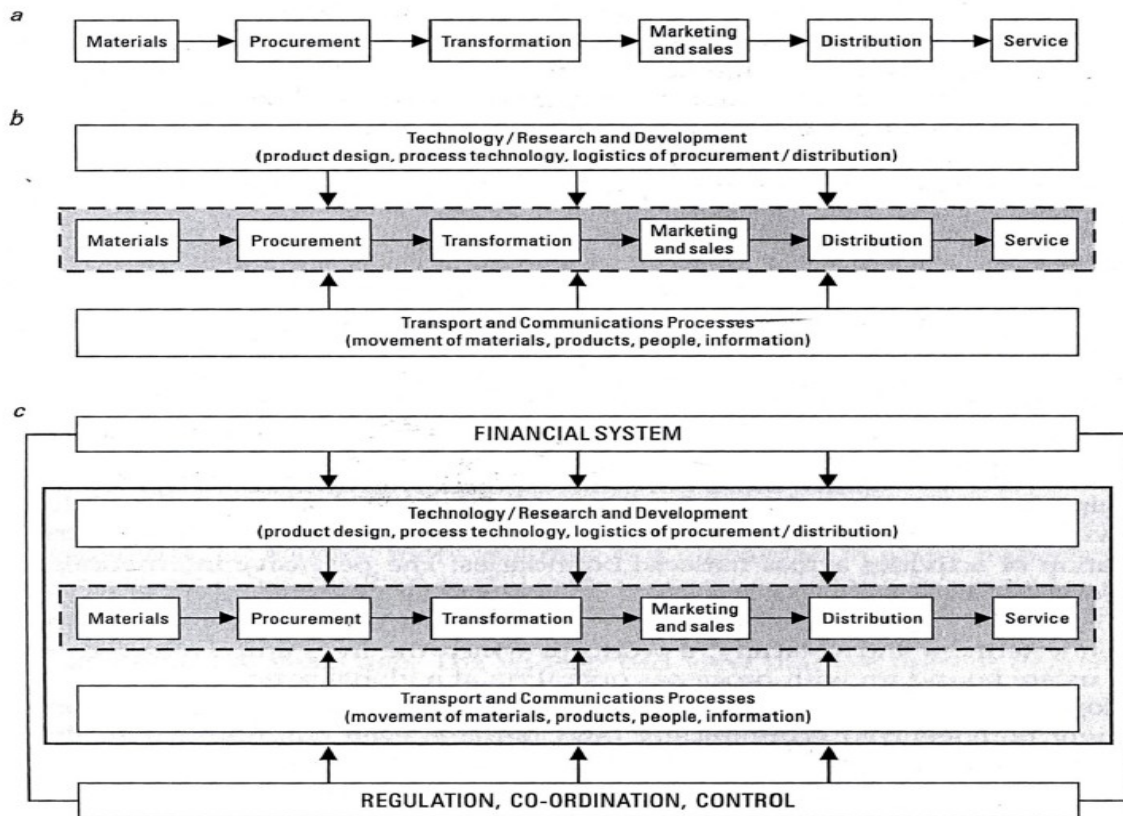 a
Materials
Procurement
Transformation
Marketing
and sales
Distribution
Service
b
Technology / Research and Development
(product design, process technology, logistics of procurement / distribution)
Materials
Procurement
Transformation
Marketing
and sales
Distribution
Service
Transport and Communications Processes
(movement of materials, products, people, information)
c
FINANCIAL SYSTEM
Technology / Research and Development
(product design, process technology, logistics of procurement / distribution)
Materials
Procurement
Transformation
Marketing
and sales
Distribution
Service
Transport and Communications Processes
(movement of materials, products, people, information)
REGULATION, CO-ORDINATION, CONTROL